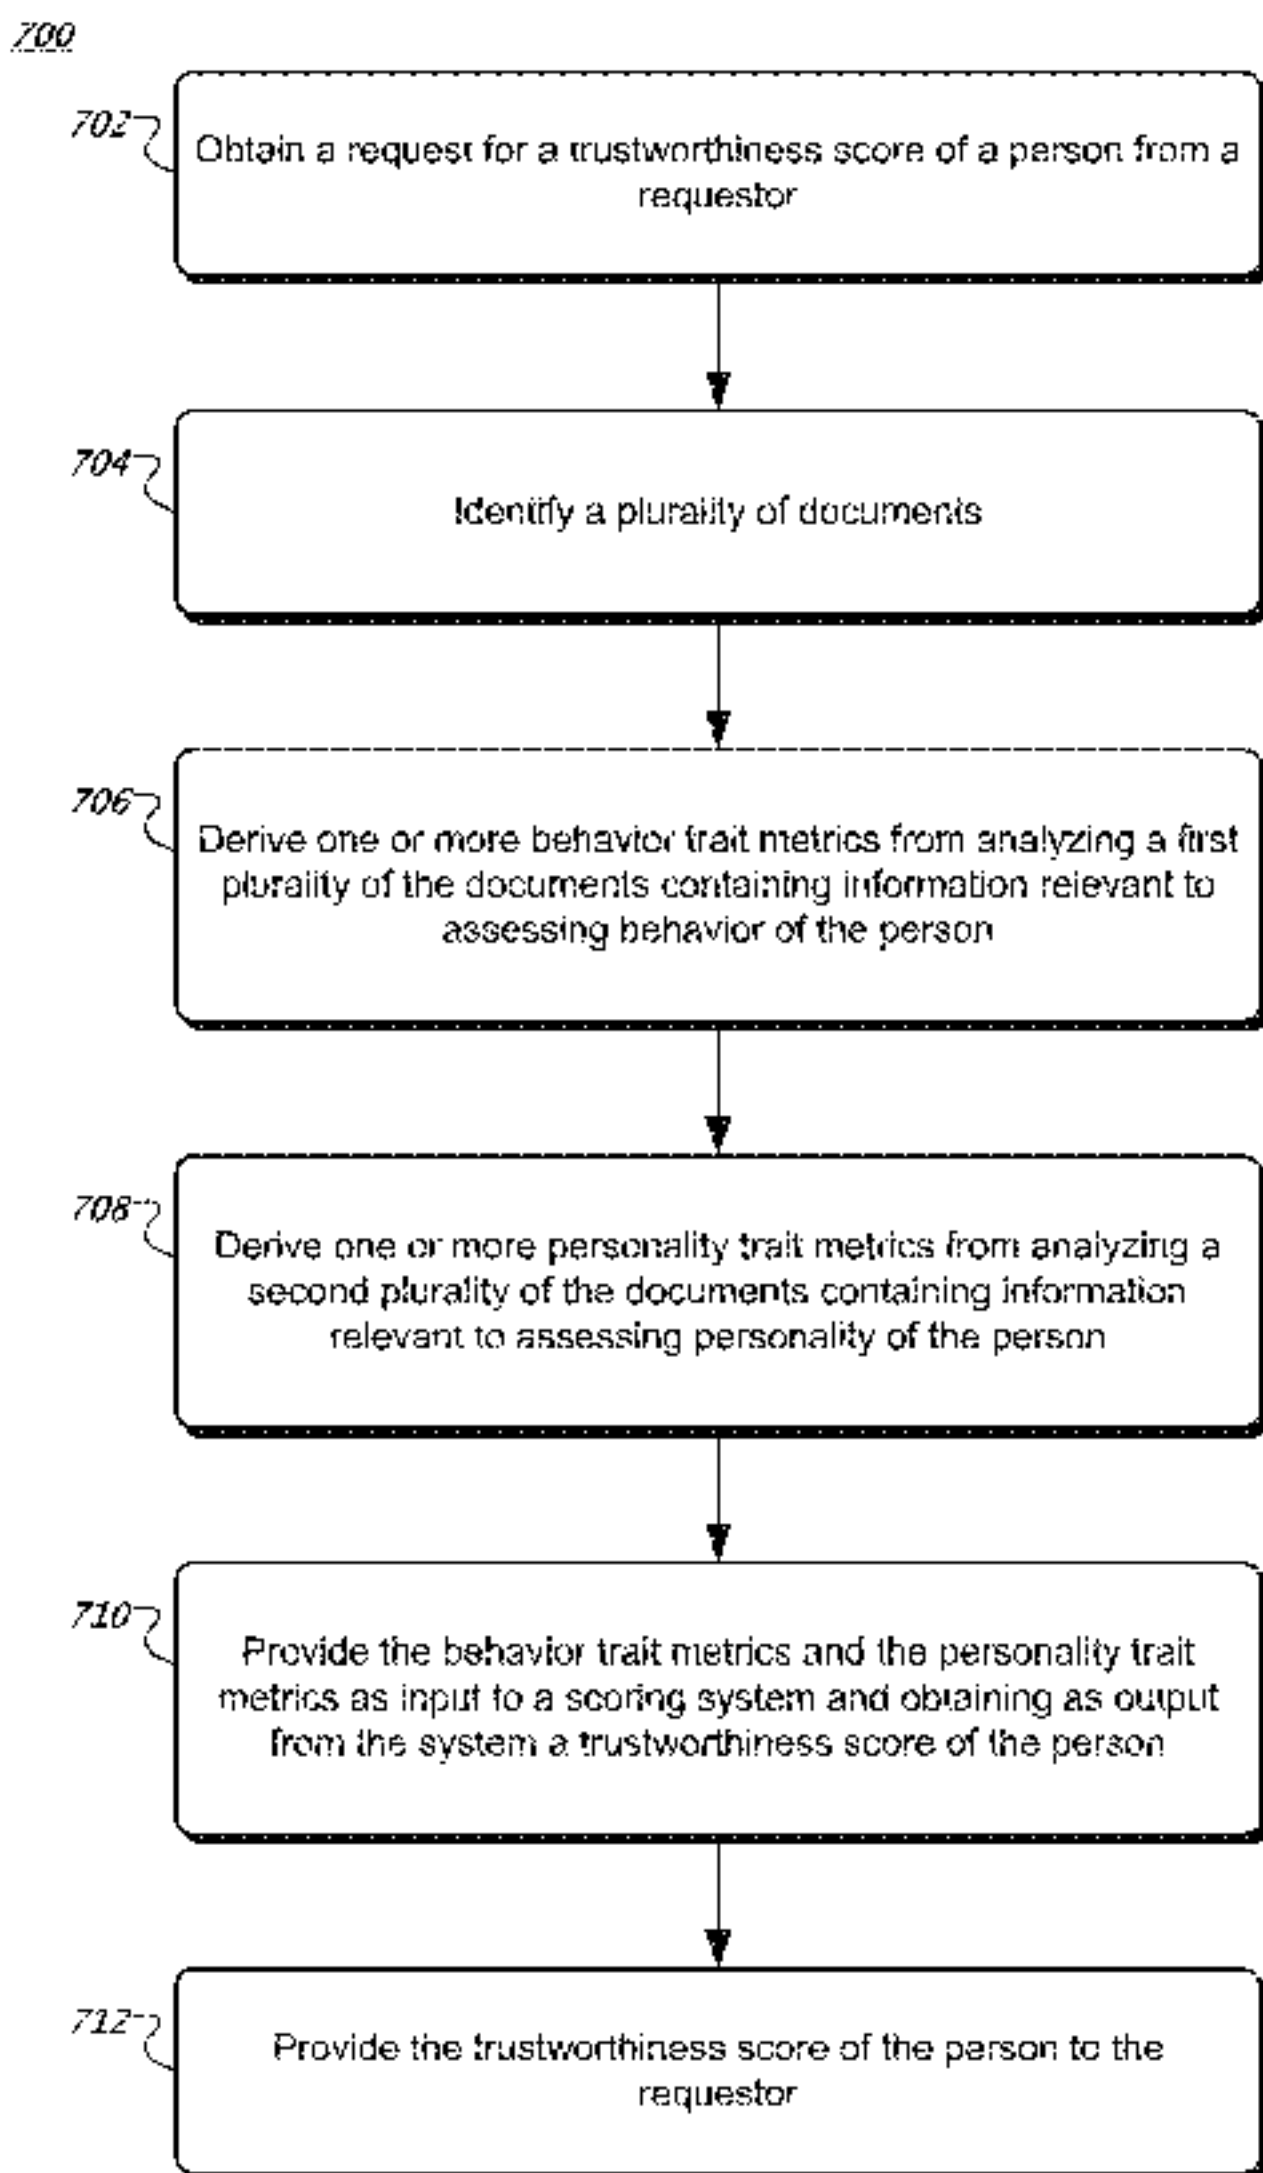 700
702
Obtain a request for a trustworthiness score of a person from a
requestor
704
Identify a plurality of documents
706
Derive one or more behavior trait metrics from analyzing a first
plurality of the documents containing information relevant to
assessing behavior of the person
708
Derive one or more personality trait metrics from analyzing a
second plurality of the documents containing information
relevant to assessing personality of the person
710
Provide the behavior trait metrics and the personality trait
metrics as input to a scoring system and obtaining as output
from the system a trustworthiness score of the person
712
Provide the trustworthiness score of the person to the
requestor